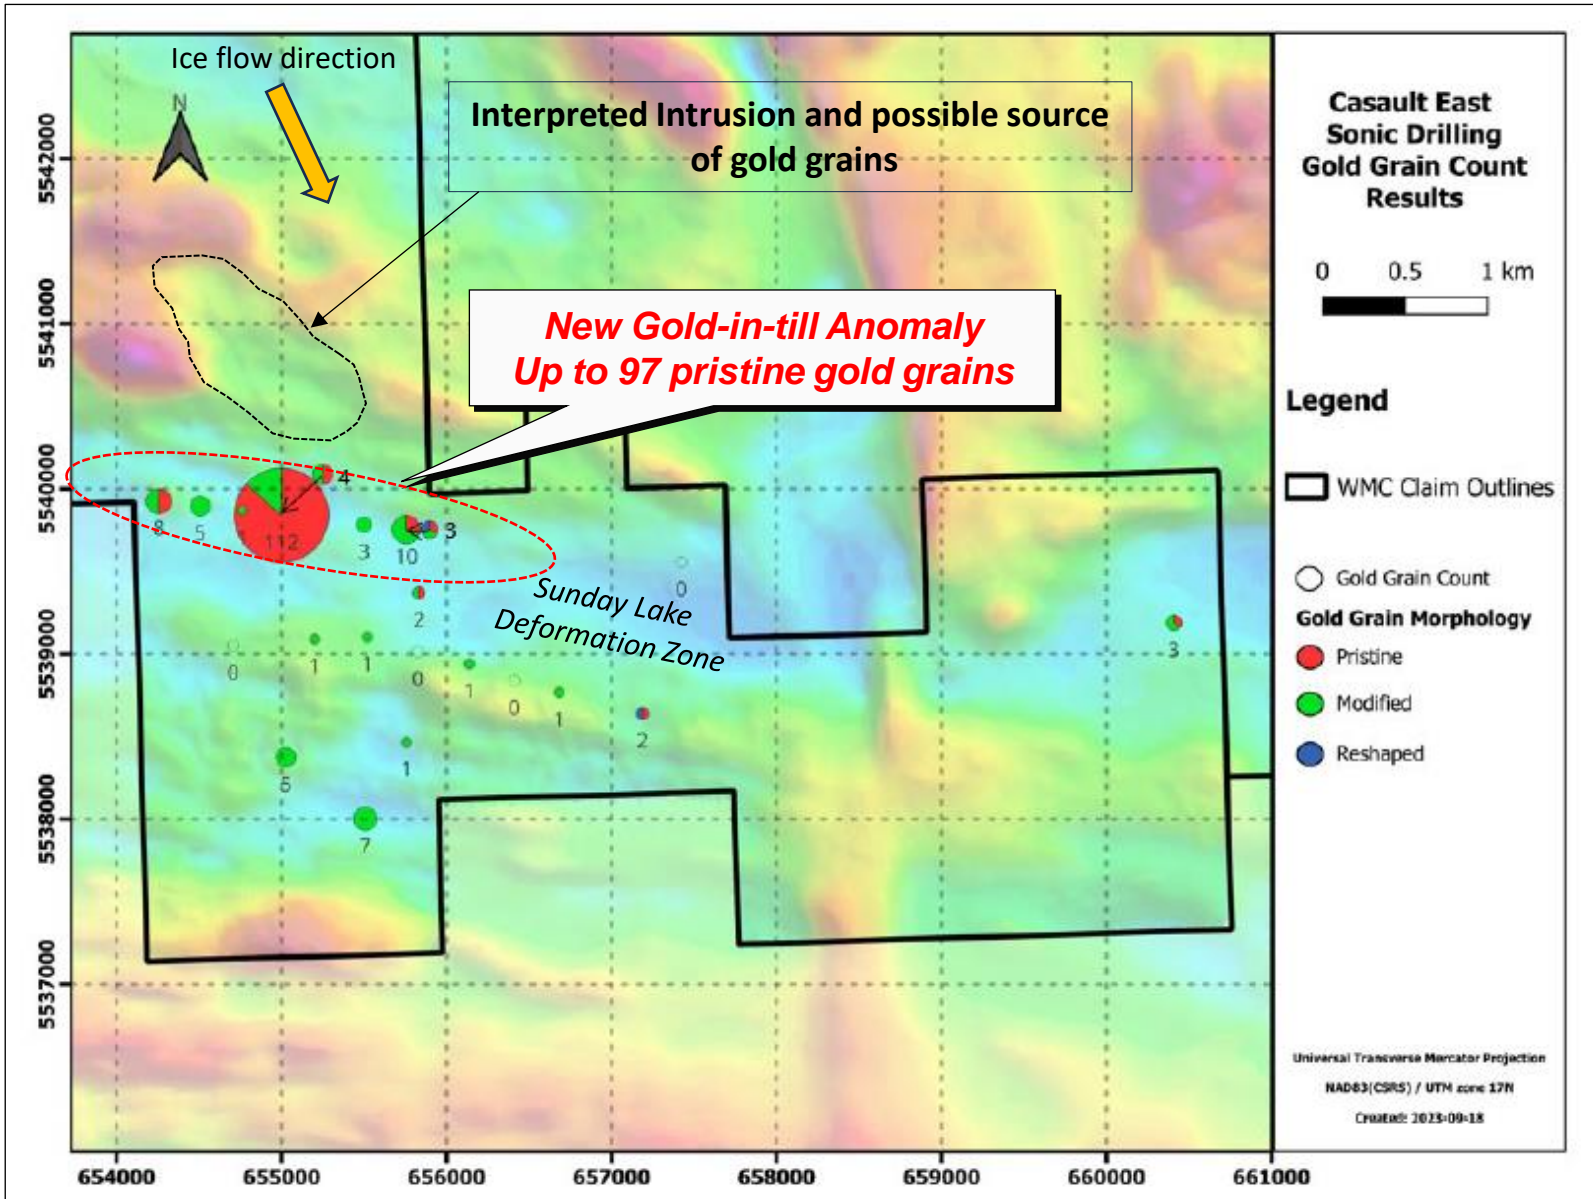 Ice flow direction
N
Interpreted Intrusion and possible source
of gold grains
New Gold-in-till Anomaly
Up to 97 pristine gold grains
Sunday Lake
Deformation Zone
4
8
5
112
3
10
3
2
0
0
1
1
0
1
0
1
2
1
7
3
5542000
5541000
5540000
5539000
5538000
5537000
654000
655000
656000
657000
658000
659000
660000
661000
Casault East
Sonic Drilling
Gold Grain Count
Results
0 0.5 1 km
Legend
WMC Claim Outlines
Gold Grain Count
Gold Grain Morphology
Pristine
Modified
Reshaped
Universal Transverse Mercator Projection
NAD83(CSRS) / UTM zone 17N
Created: 2023-09-18